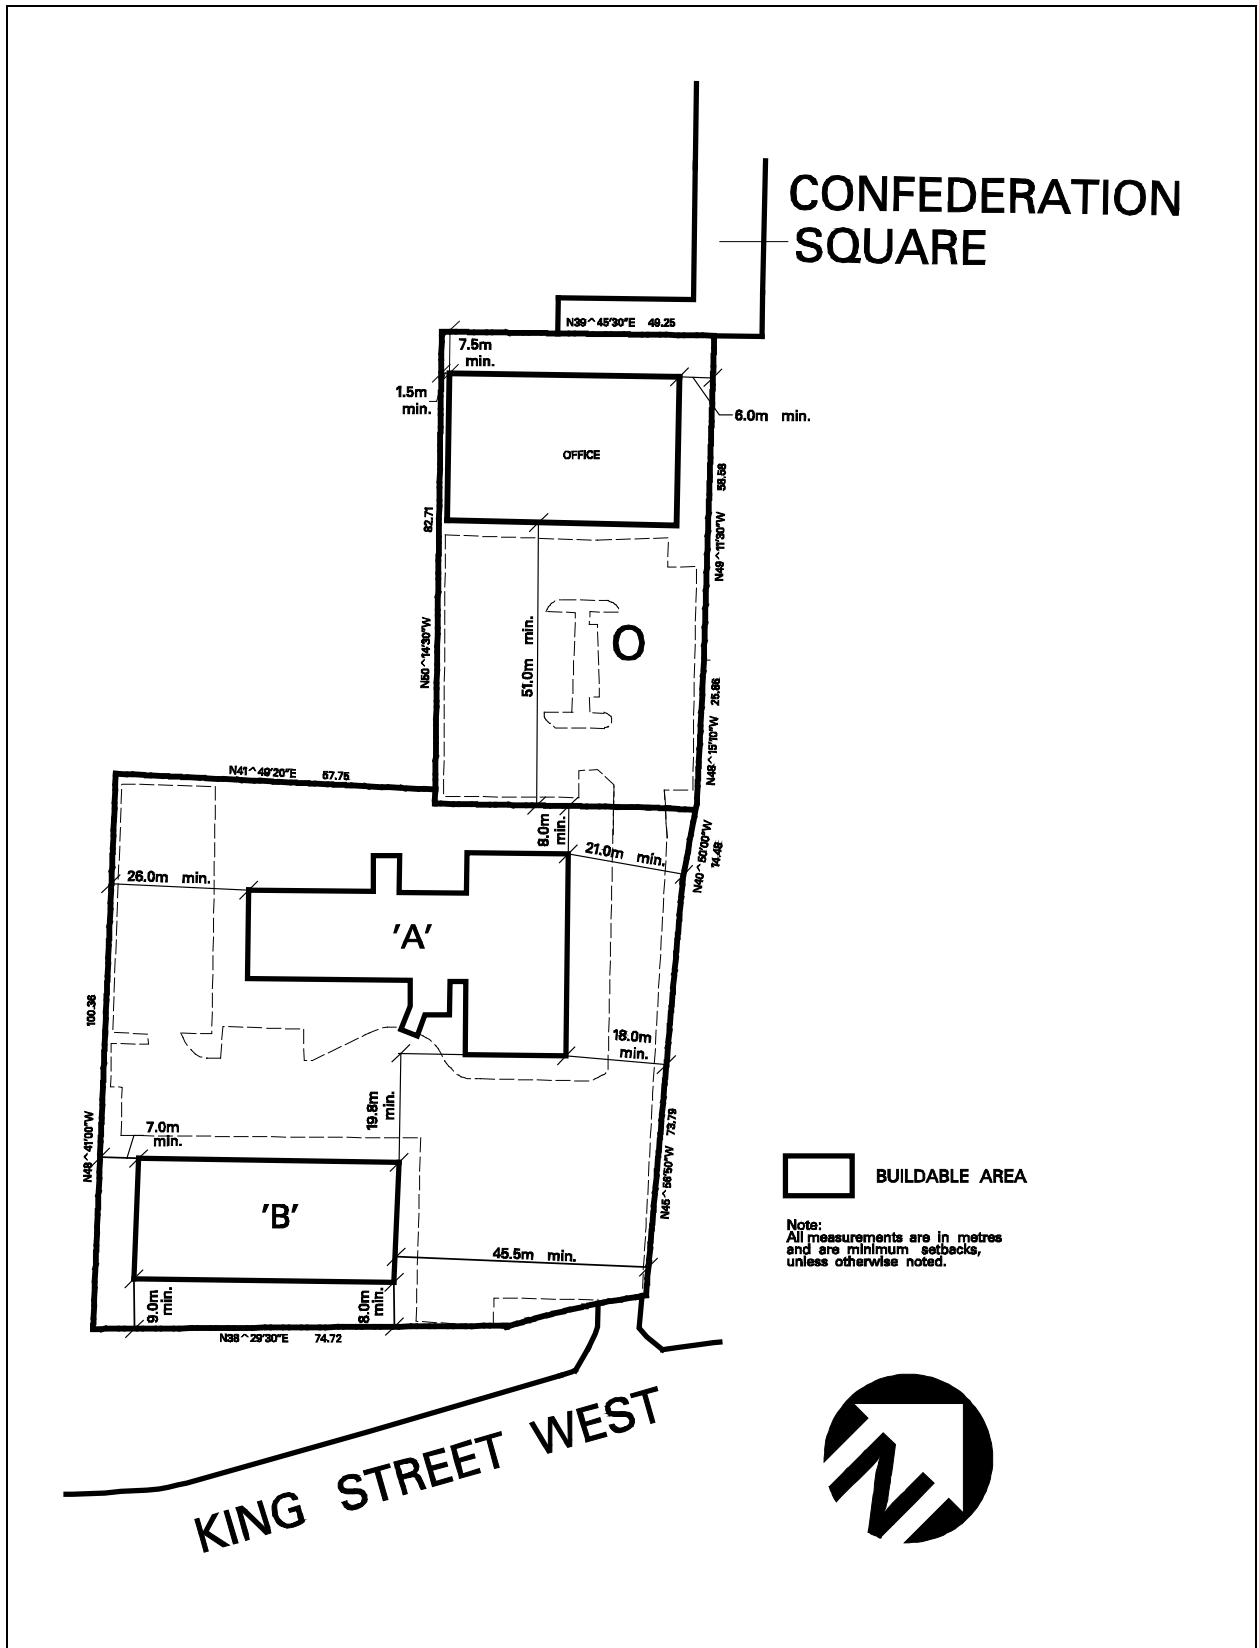 CONFEDERATION
SQUARE
N39^45'30"E 49.25
7.5m
min.
1.5m
min.
6.0m min.
OFFICE
58.58
82.71
N49^11'30"W
51.0m min.
O
N50^14'30"W
25.86
N48^15'10"W
N41^49'20"E 57.75
8.0m
min.
21.0m min.
N40^50'00"W
14.48
26.0m min.
'A'
100.36
18.0m
min.
19.8m
min.
73.79
7.0m
min.
N48^41'00"W
N45^56'50"W
BUILDABLE AREA
'B'
Note:
All measurements are in metres
and are minimum setbacks,
unless otherwise noted.
45.5m min.
9.0m
min.
8.0m
min.
N38^29'30"E 74.72
KING STREET WEST
N